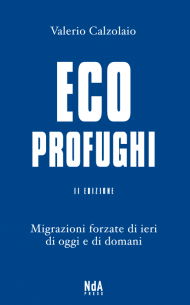 Valerio Calzolaio
ECO
PROFUGHI
II EDIZIONE
Migrazioni forzate di ieri
di oggi e di domani
NdA
PRESS